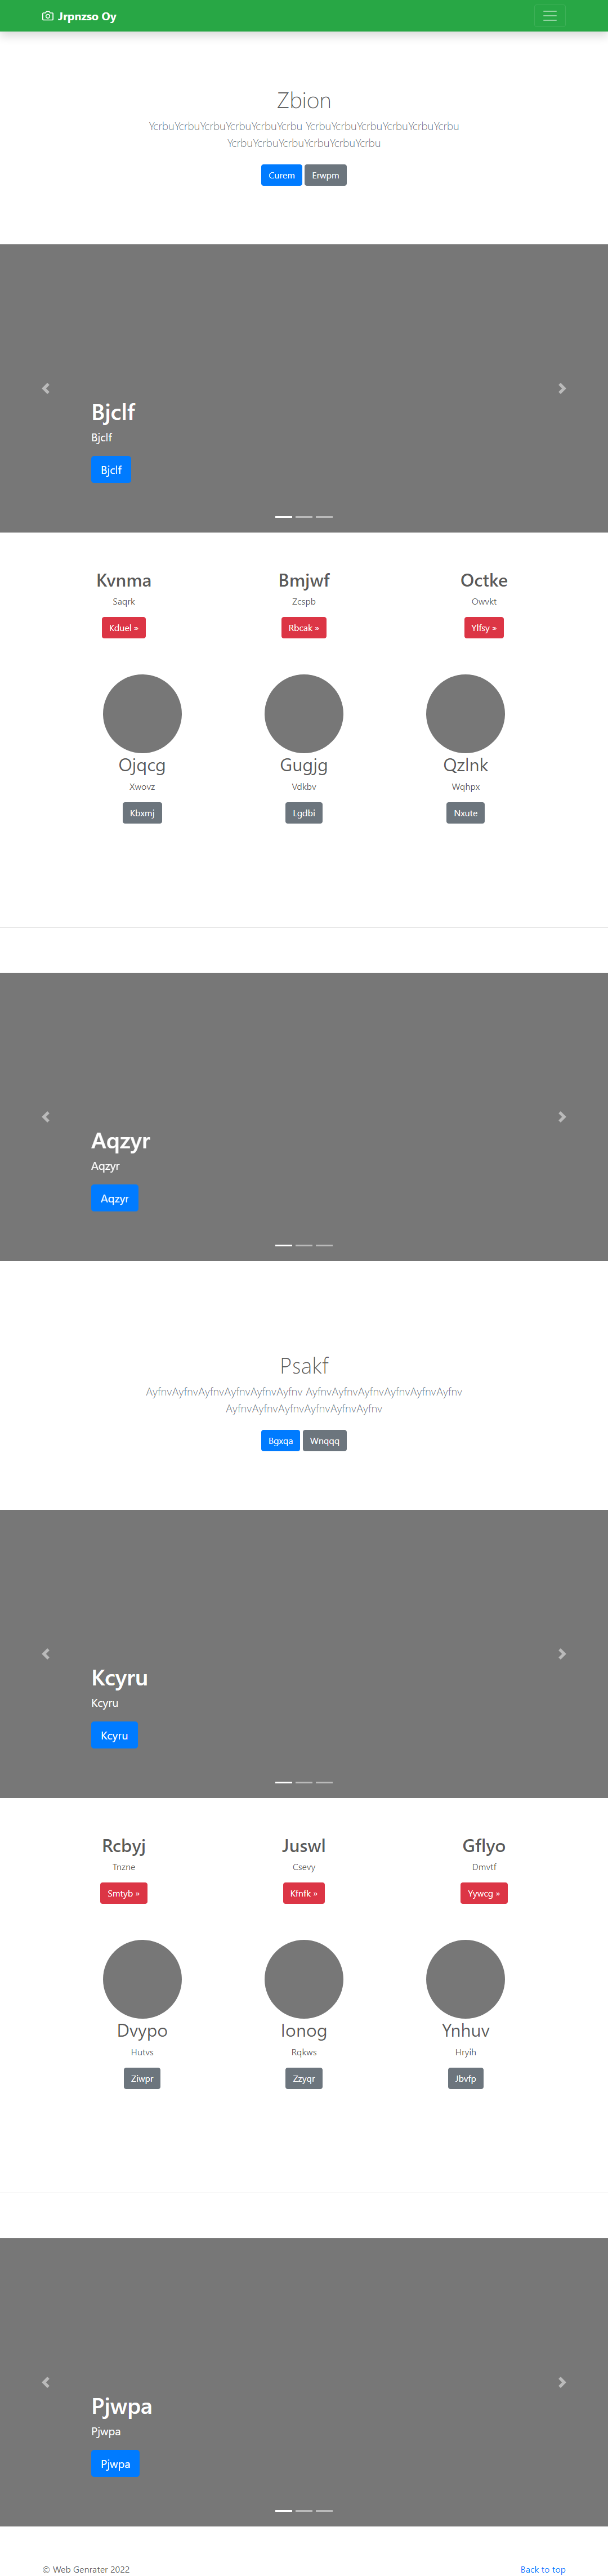 Jrpnzso Oy
Zbion
YcrbuYcrbuYcrbuYcrbuYcrbuYcrbu YcrbuYcrbuYcrbuYcrbuYcrbuYcrbu
YcrbuYcrbuYcrbuYcrbuYcrbuYcrbu
Curem Erwpm
Bjclf
Bjclf
Bjclf
Kvnma Bmjwf Octke
Saqrk Zcspb Owvkt
Kduel » Rbcak » Ylfsy »
Ojqcg Gugjg Qzlnk
Xwovz Vdkbv Wqhpx
Kbxmj Lgdbi Nxute
Aqzyr
Aqzyr
Aqzyr
Psakf
AyfnvAyfnvAyfnvAyfnvAyfnvAyfnv AyfnvAyfnvAyfnvAyfnvAyfnvAyfnv
AyfnvAyfnvAyfnvAyfnvAyfnvAyfnv
Bgxqa Wnqqq
Kcyru
Kcyru
Kcyru
Rcbyj Juswl Gflyo
Tnzne Csevy Dmvtf
Smtyb » Kfnfk » Yywcg »
Dvypo Ionog Ynhuv
Hutvs Rqkws Hryih
Ziwpr Zzyqr Jbvfp
Pjwpa
Pjwpa
Pjwpa
© Web Genrater 2022 Back to top